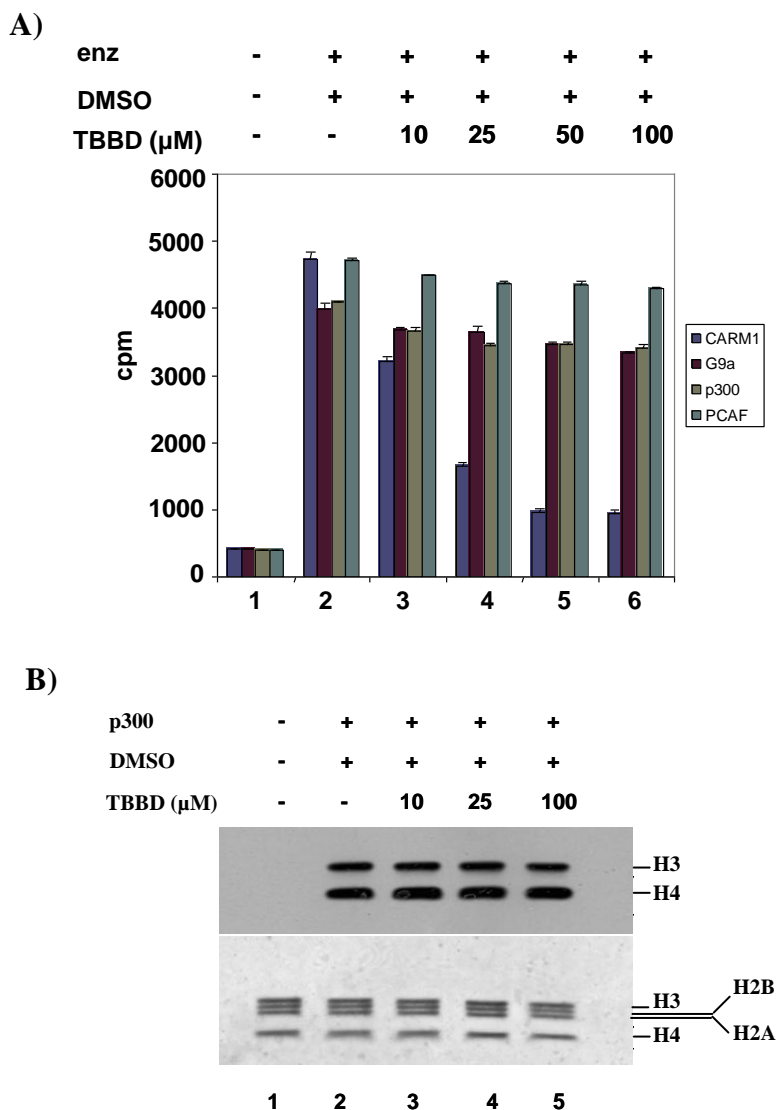 A)
enz - + + + + +
DMSO - + + + + +
TBBD (µM) - - 10 25 50 100
6000
5000
4000
3000
2000
1000
0
cpm
CARM1
G9a
p300
PCAF
1 2 3 4 5 6
B)
p300 - + + + +
DMSO - + + + +
TBBD (µM) - - 10 25 100
H3
H4
H2B
H3
H2A
H4
1 2 3 4 5